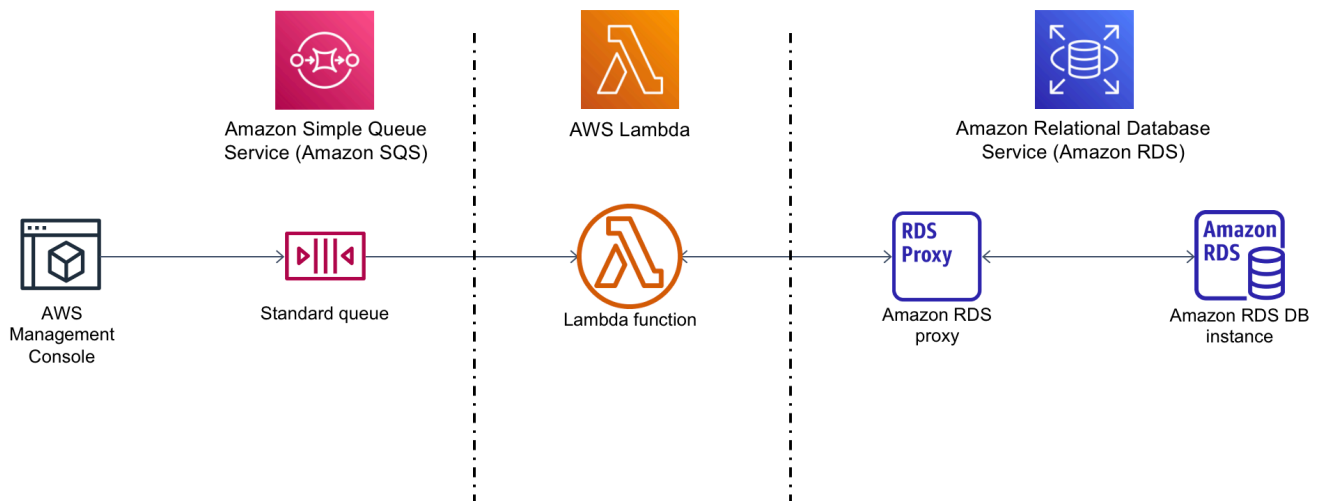 Amazon Simple Queue
Service (Amazon SQS)
AWS Lambda
Amazon Relational Database
Service (Amazon RDS)
AWS
Management
Console
Standard queue
Lambda function
RDS
Proxy
Amazon RDS
proxy
Amazon
RDS
Amazon RDS DB
instance